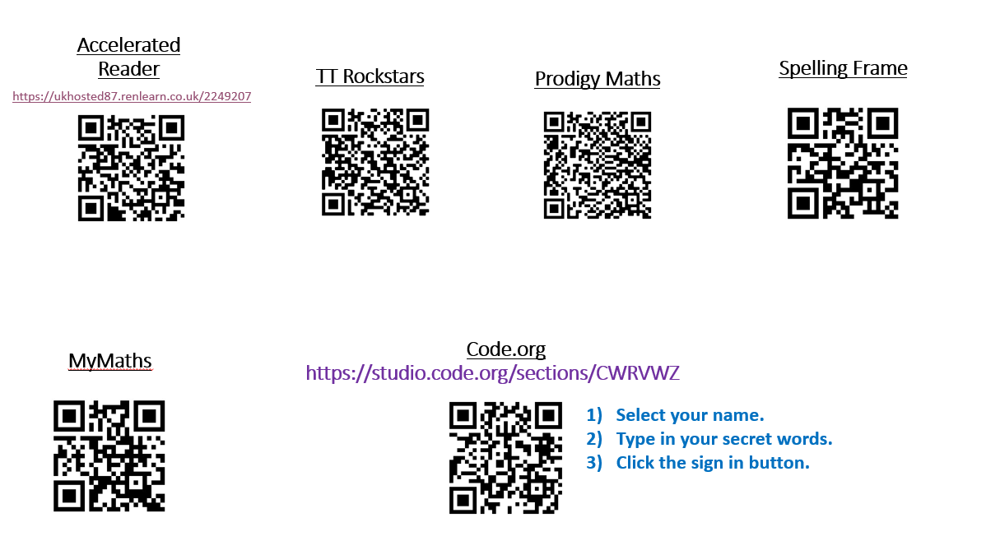 Accelerated
Reader
https://ukhosted87.renlearn.co.uk/2249207
TT Rockstars
Prodigy Maths
Spelling Frame
MyMaths
Code.org
https://studio.code.org/sections/CWRVWZ
1) Select your name.
2) Type in your secret words.
3) Click the sign in button.